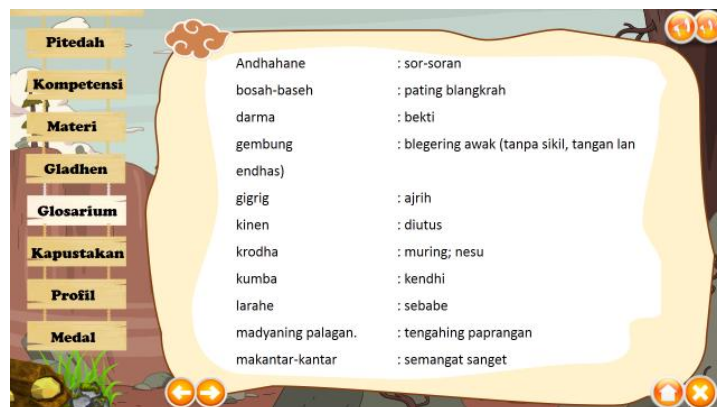 Pitedah
Kompetensi
Materi
Gladhen
Glosarium
Kapustakan
Profil
Medal
Andhahane : sor-soran
bosah-baseh : pating blangkrah
darma : bekti
gembung : blegering awak (tanpa sikil, tangan lan
endhas)
gigrig : ajrih
kinen : diutus
krodha : muring; nesu
kumba : kendhi
larahe : sebabe
madyaning palagan. : tengahing paprangan
makantar-kantar : semangat sanget